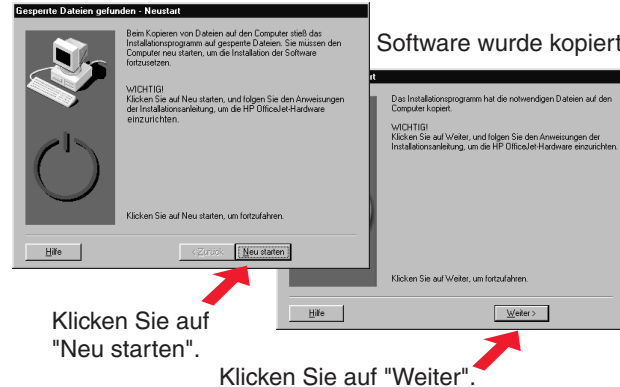 Gesperrte Dateien gefunden - Neustart
Beim Kopieren von Dateien auf den Computer stieß das
Installationsprogramm auf gesperrte Dateien. Sie müssen den
Computer neu starten, um die Installation der Software
fortzusetzen.
WICHTIG!
Klicken Sie auf Neu starten, und folgen Sie den Anweisungen
der Installationsanleitung, um die HP OfficeJet-Hardware
einzurichten.
Klicken Sie auf Neu starten, um fortzufahren.
Hilfe
< Zurück
Neu starten
Software wurde kopiert
Das Installationsprogramm hat die notwendigen Dateien auf den
Computer kopiert.
WICHTIG!
Klicken Sie auf Weiter, und folgen Sie den Anweisungen der
Installationsanleitung, um die HP OfficeJet-Hardware einzurichten.
Klicken Sie auf Weiter, um fortzufahren.
Hilfe
Weiter >
Klicken Sie auf
"Neu starten".
Klicken Sie auf "Weiter".